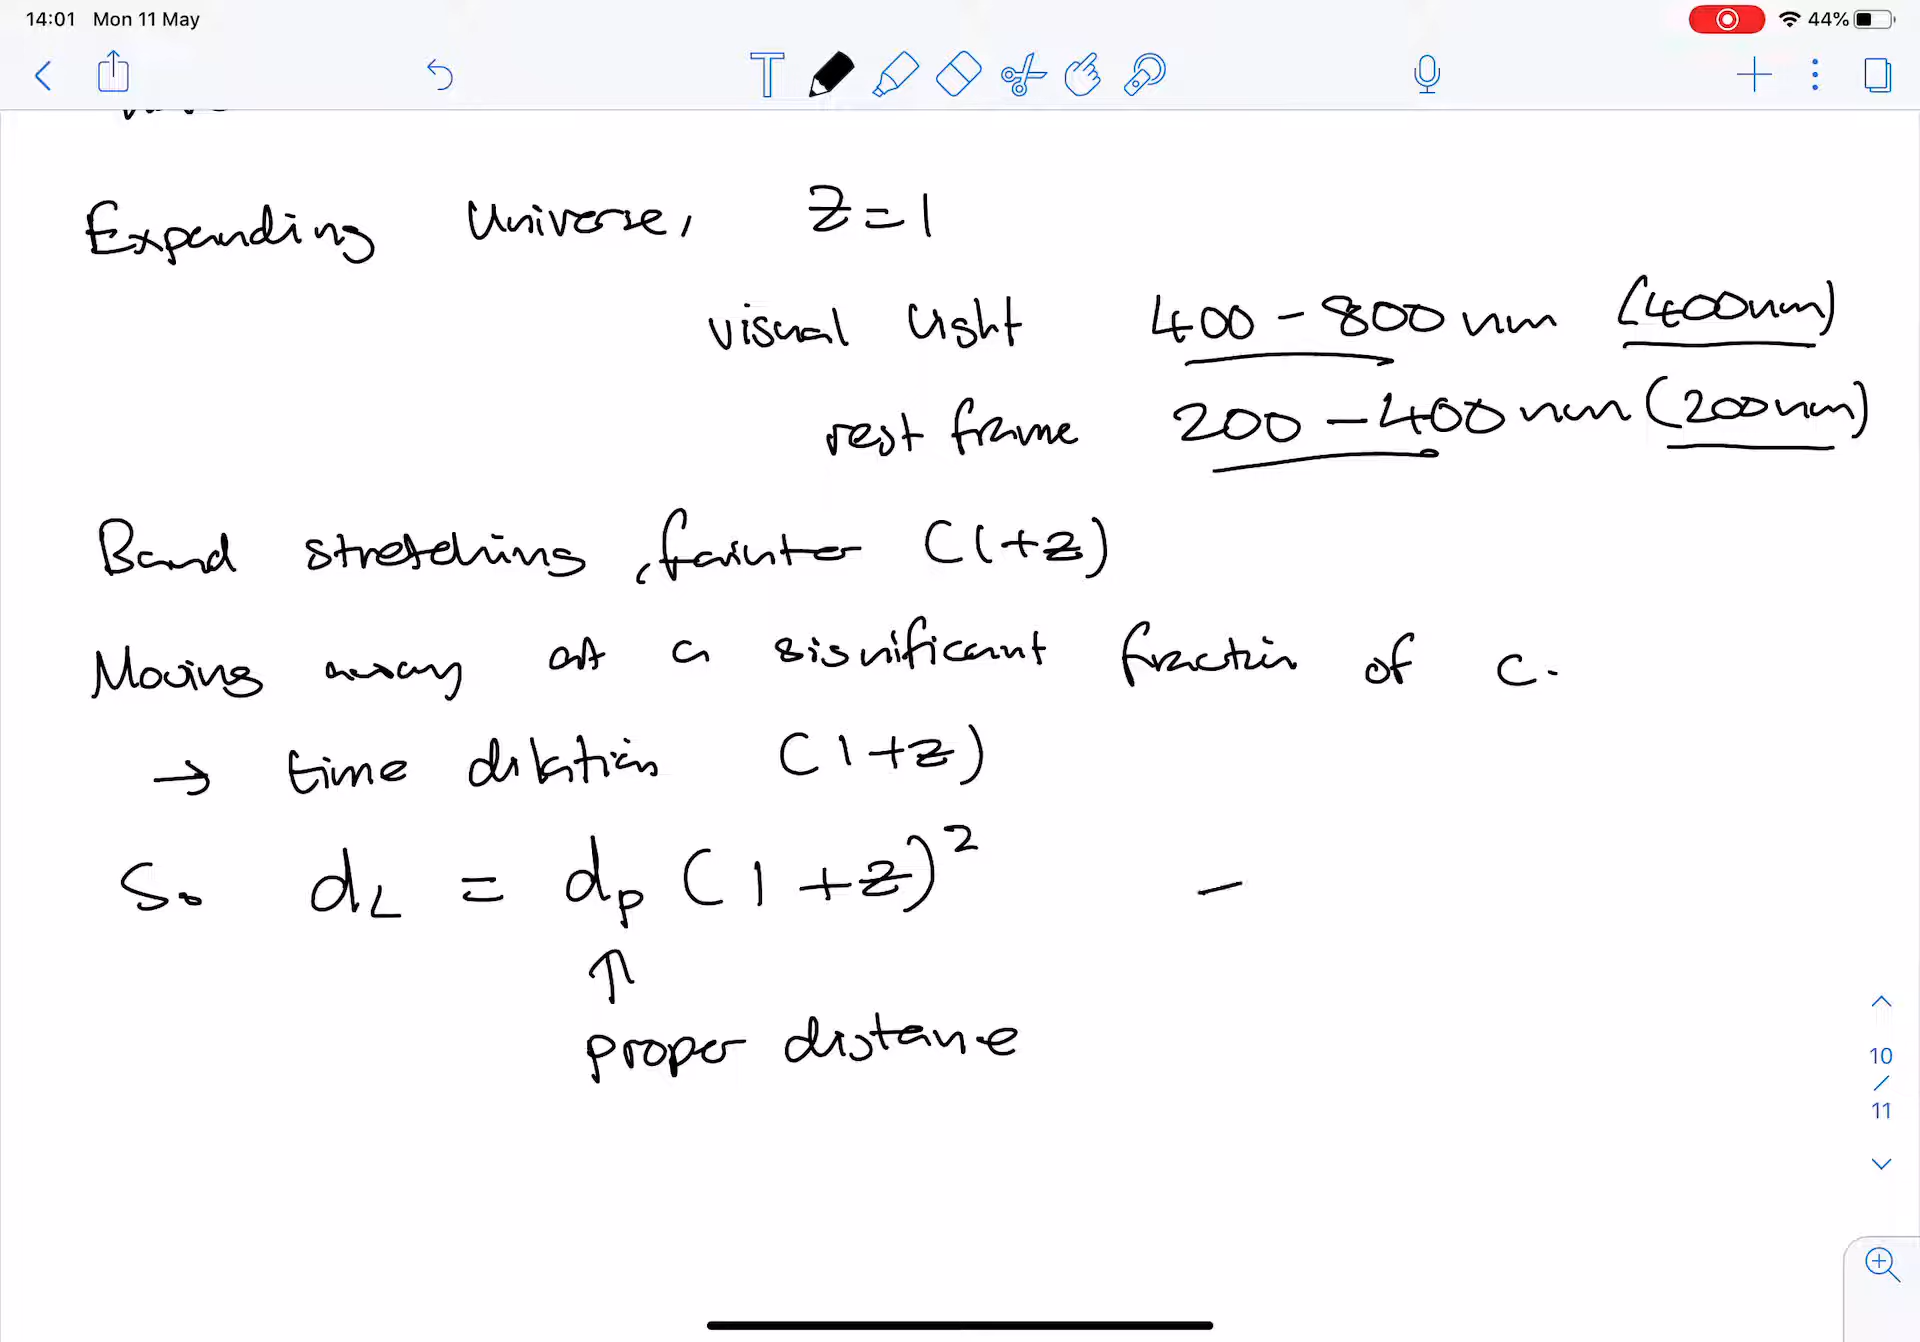 14:01 Mon 11 May 44%
T
Expanding Universe, z=1
visual light 400 - 800 nm (400nm)
rest frame 200 - 400 nm (200nm)
Band stretching, fainter (1+z)
Moving away at a significant fraction of c.
→ time dilation (1+z)
So d_L = d_p (1+z)² –
↑
proper distance
10
/
11